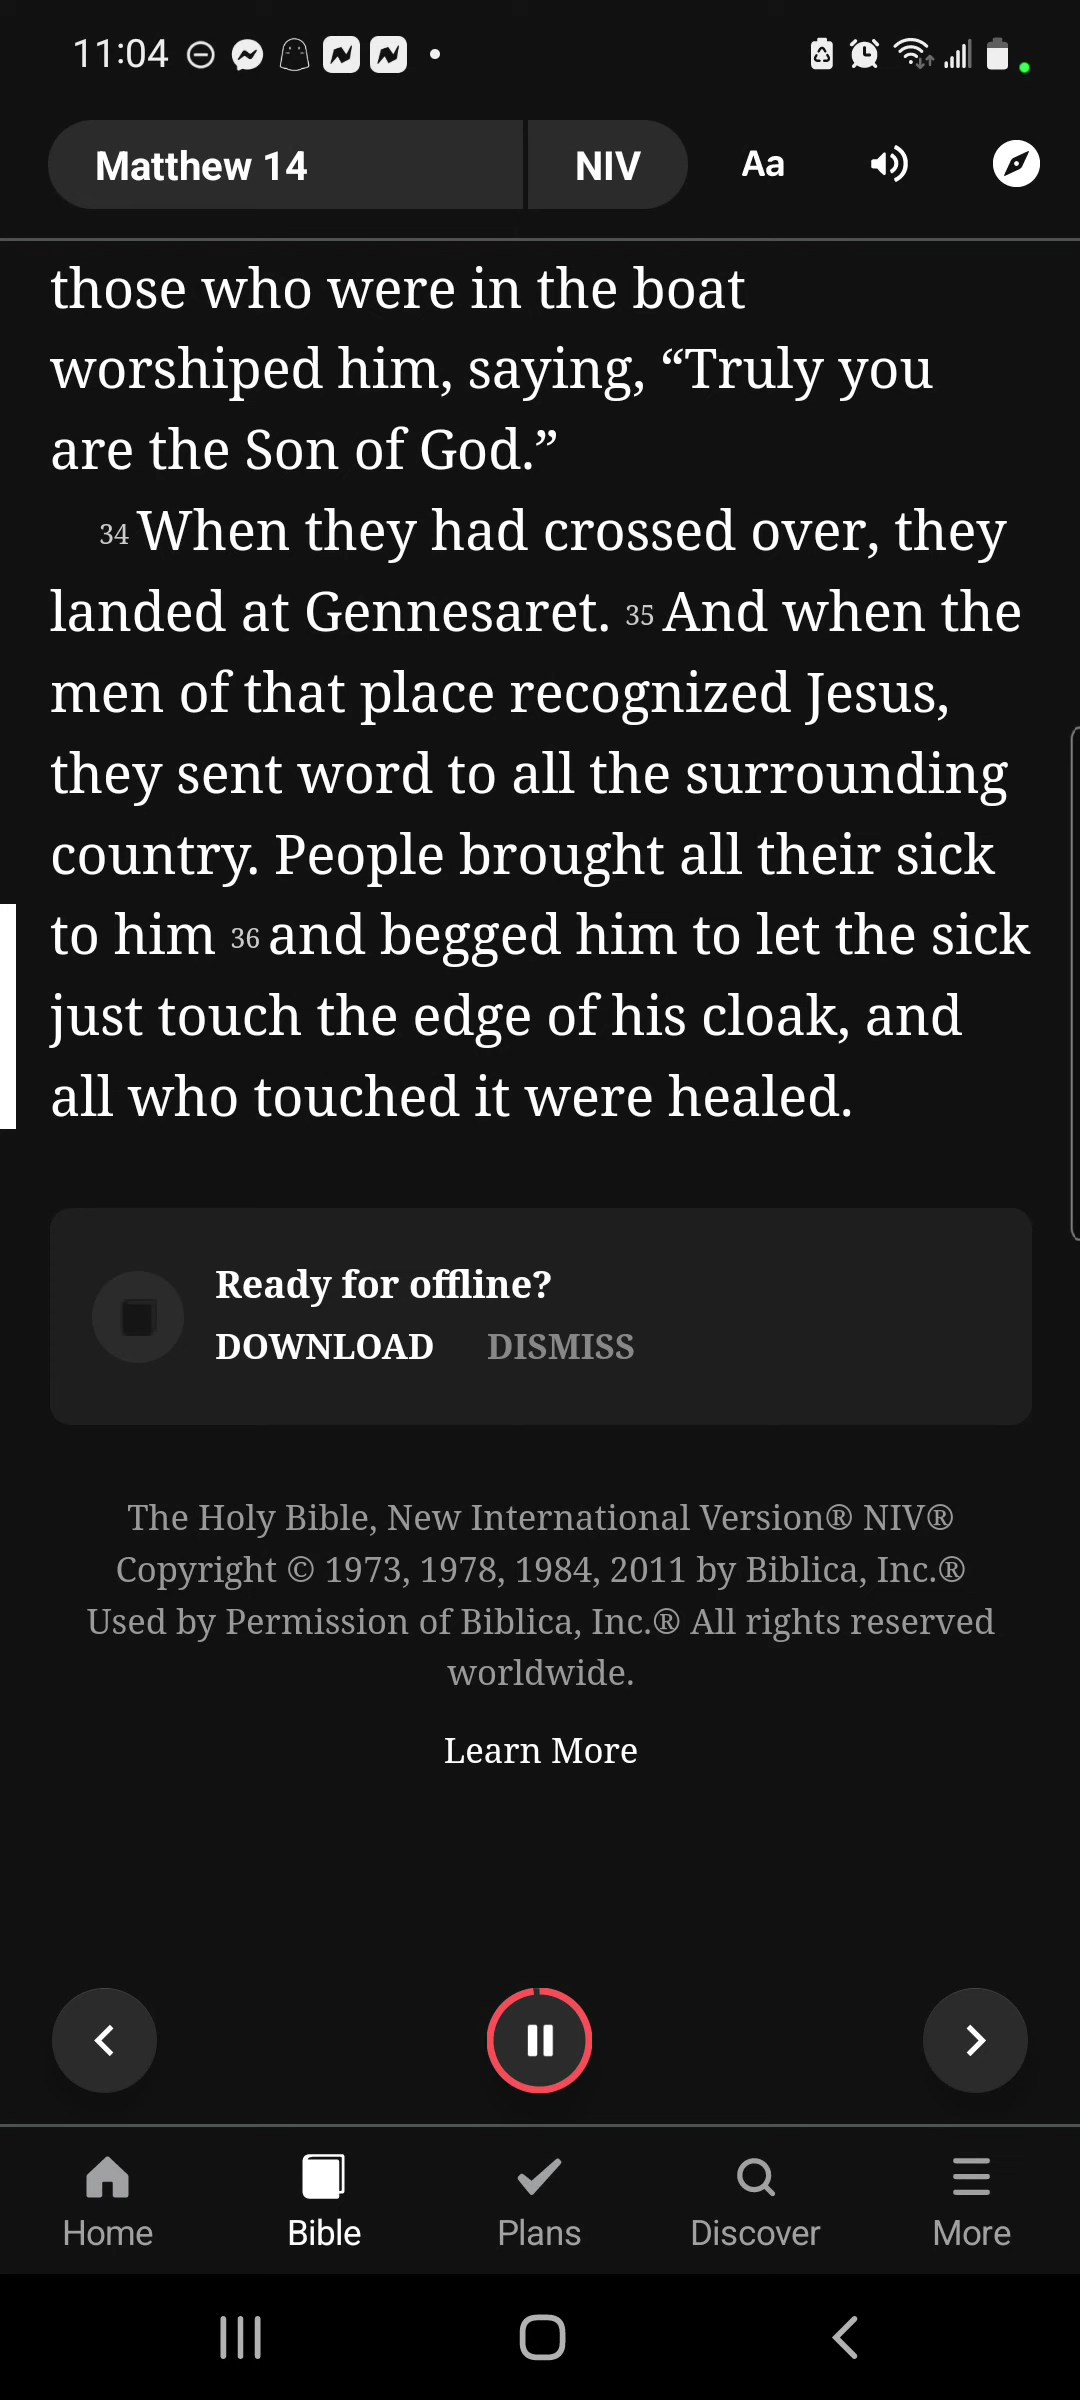 11:04
Matthew 14 NIV Aa
those who were in the boat
worshiped him, saying, “Truly you
are the Son of God.”
34 When they had crossed over, they
landed at Gennesaret. 35 And when the
men of that place recognized Jesus,
they sent word to all the surrounding
country. People brought all their sick
to him 36 and begged him to let the sick
just touch the edge of his cloak, and
all who touched it were healed.
Ready for offline?
DOWNLOAD DISMISS
The Holy Bible, New International Version® NIV®
Copyright © 1973, 1978, 1984, 2011 by Biblica, Inc.®
Used by Permission of Biblica, Inc.® All rights reserved
worldwide.
Learn More
Home Bible Plans Discover More